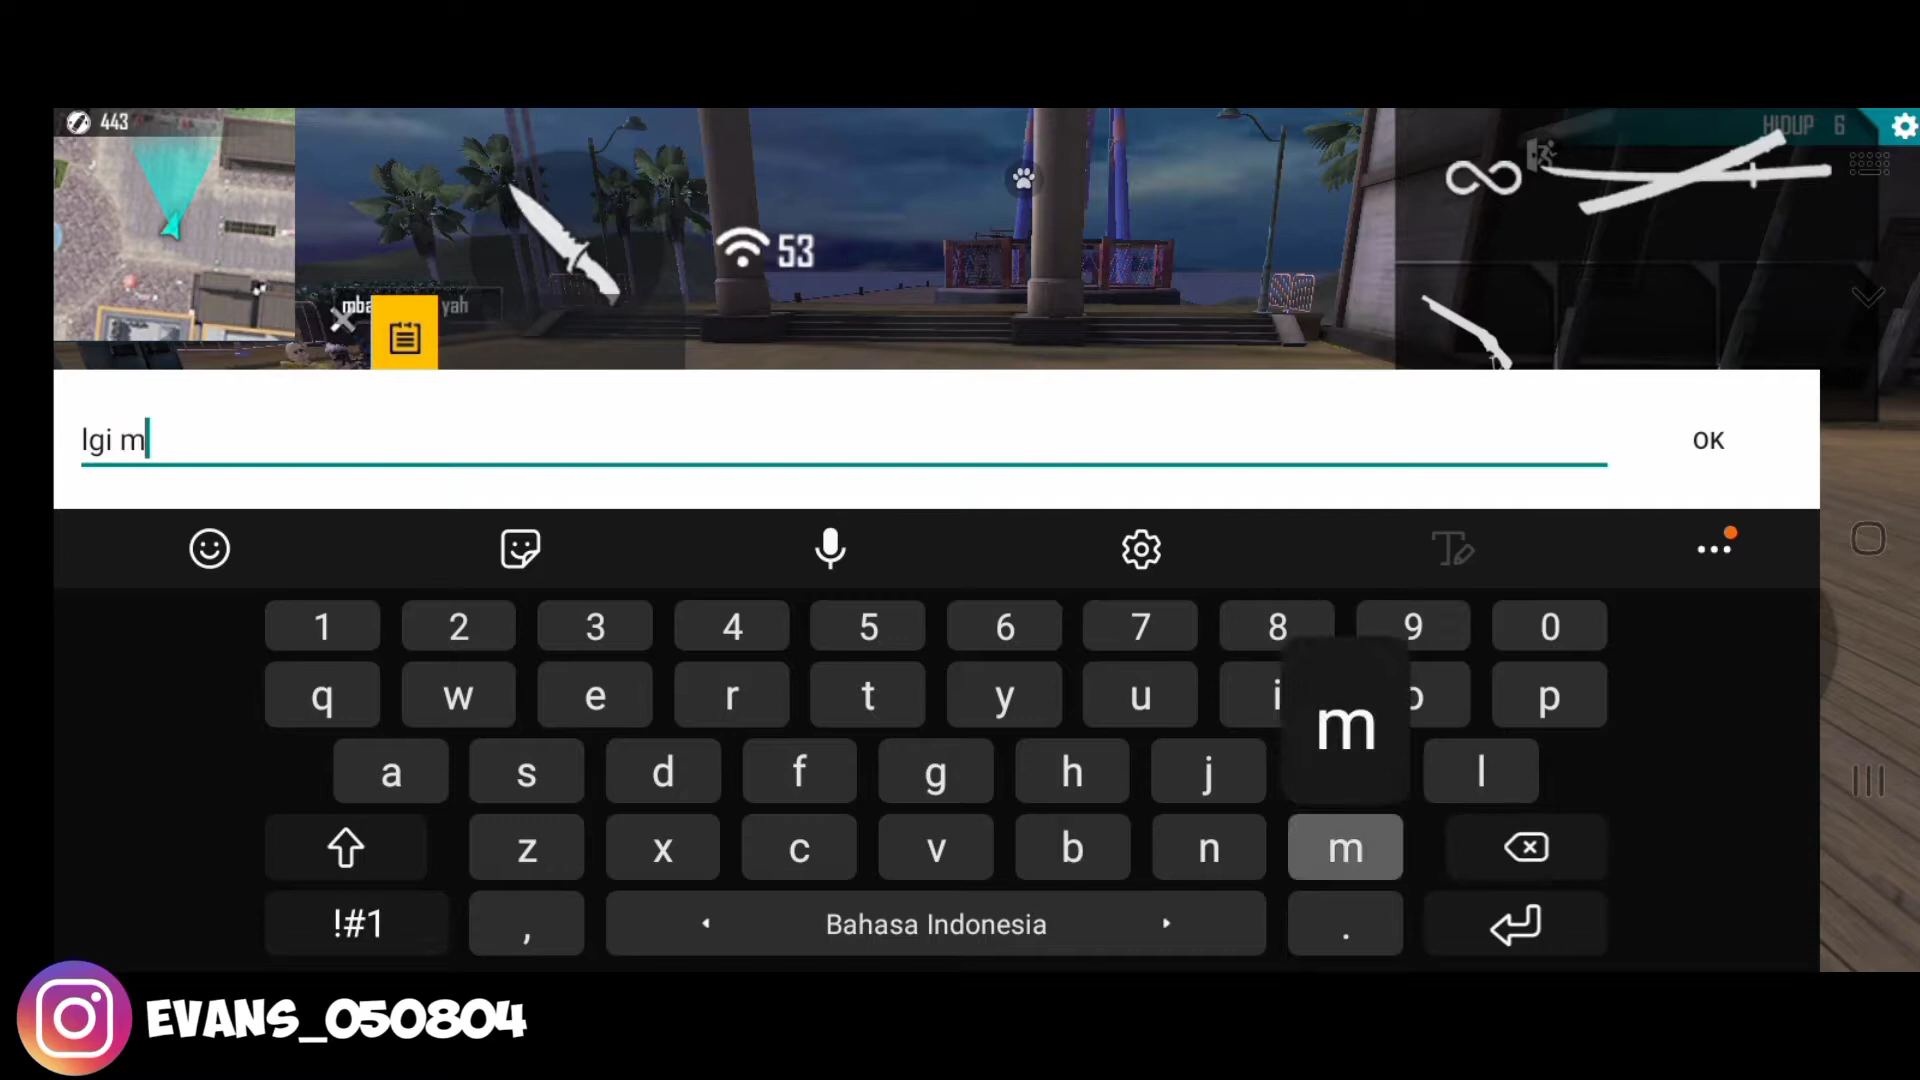 443
HIDUP 6
53
mba yah
lgi m
OK
1 2 3 4 5 6 7 8 9 0
q w e r t y u i o p
m
a s d f g h j l
z x c v b n m
!#1 , Bahasa Indonesia .
EVANS_050804